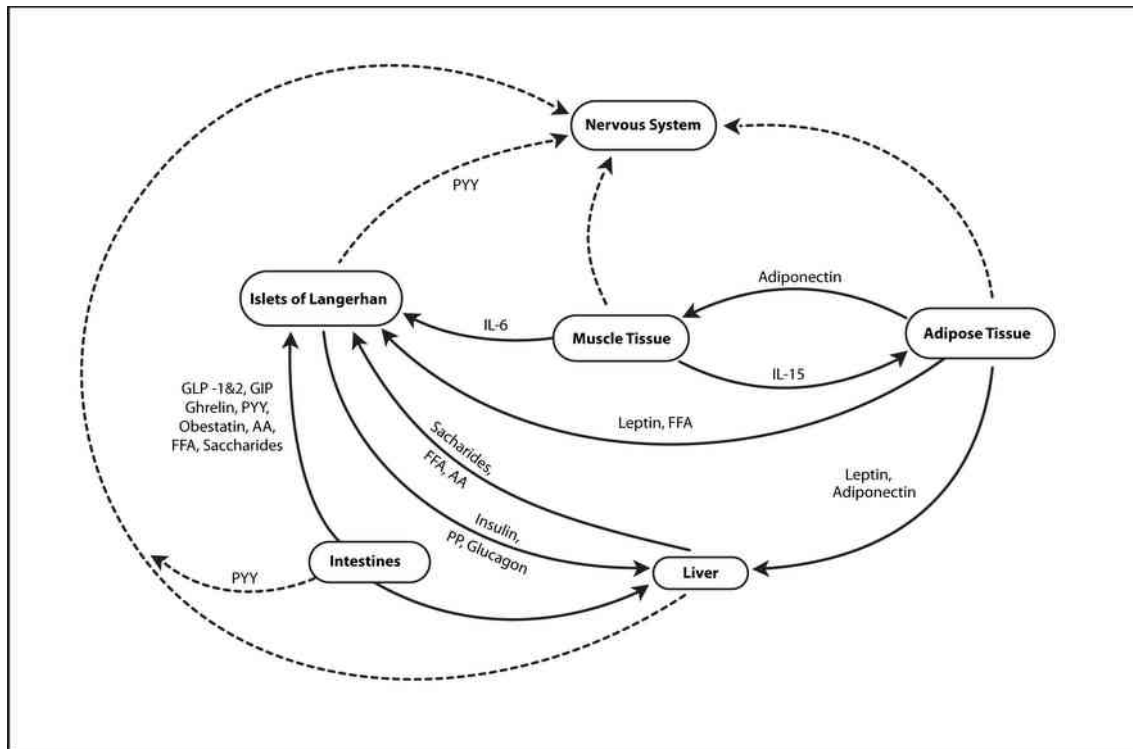 Nervous System
PYY
Adiponectin
Islets of Langerhan
IL-6
Muscle Tissue
Adipose Tissue
IL-15
GLP -1&2, GIP
Ghrelin, PYY,
Obestatin, AA,
FFA, Saccharides
Leptin, FFA
Sacharides,
FFA, AA
Leptin,
Adiponectin
Insulin,
PP, Glucagon
Intestines
Liver
PYY